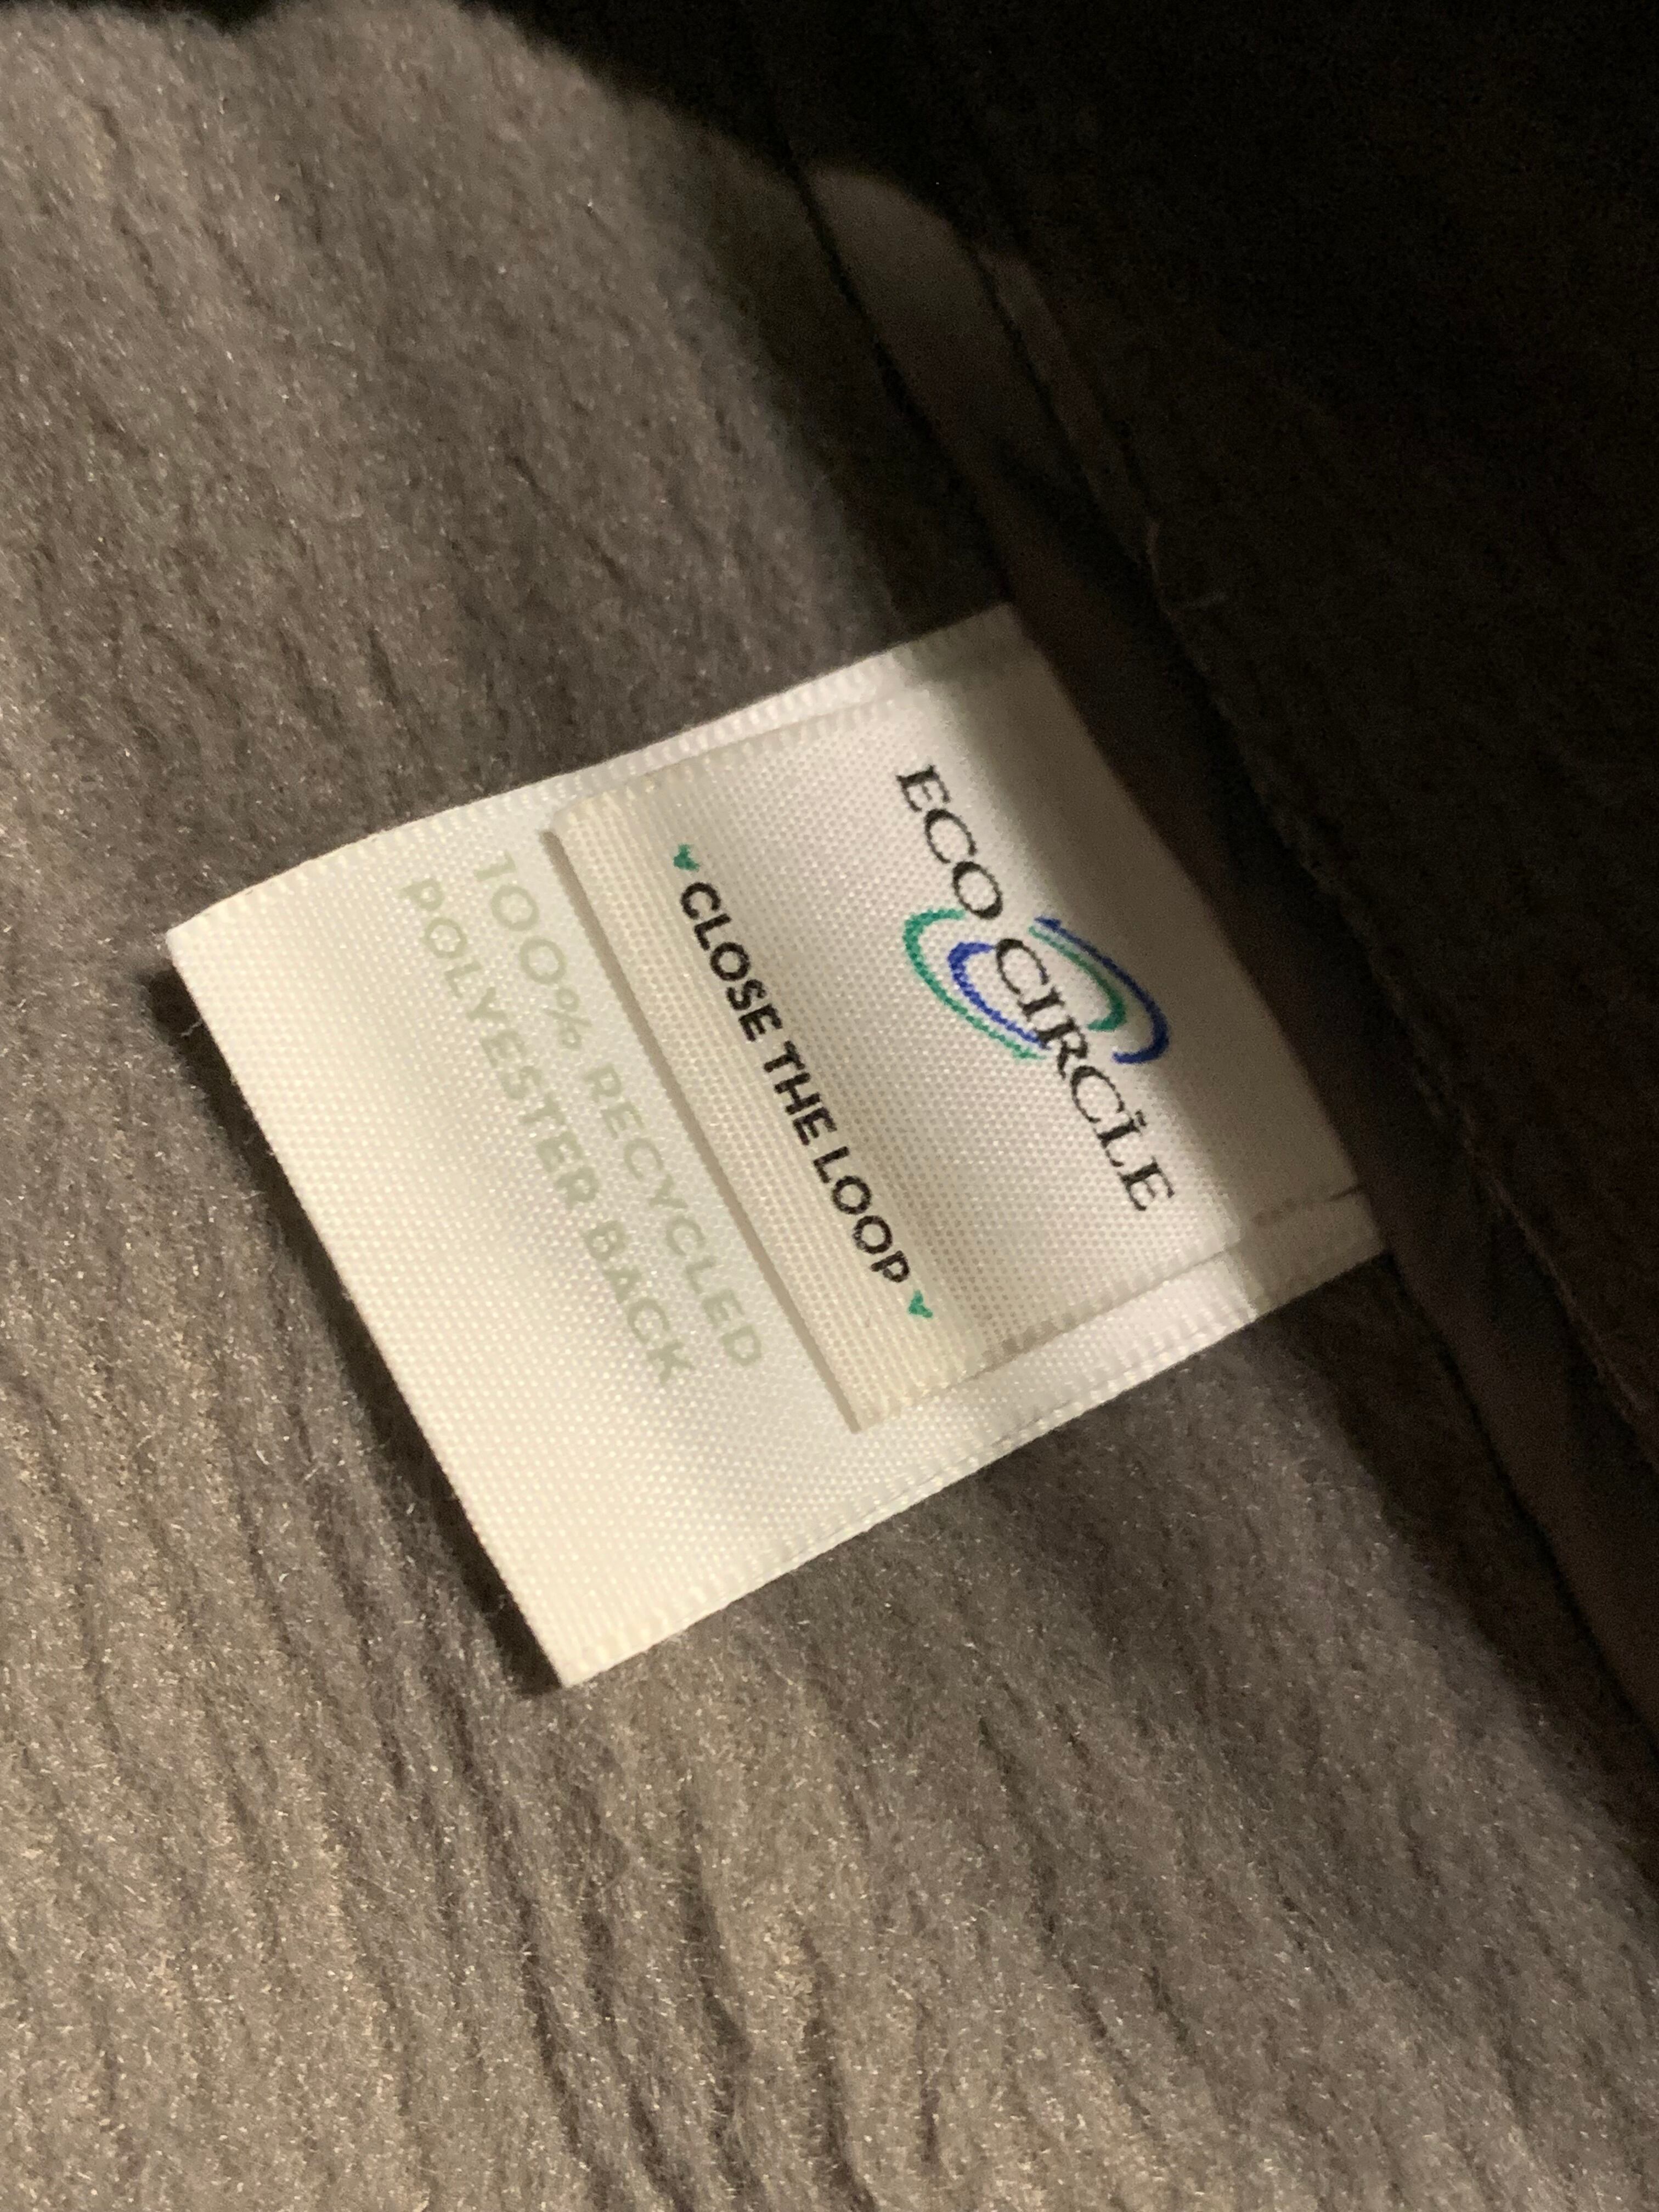 ECO CIRCLE
CLOSE THE LOOP
100% RECYCLED
POLYESTER BACK